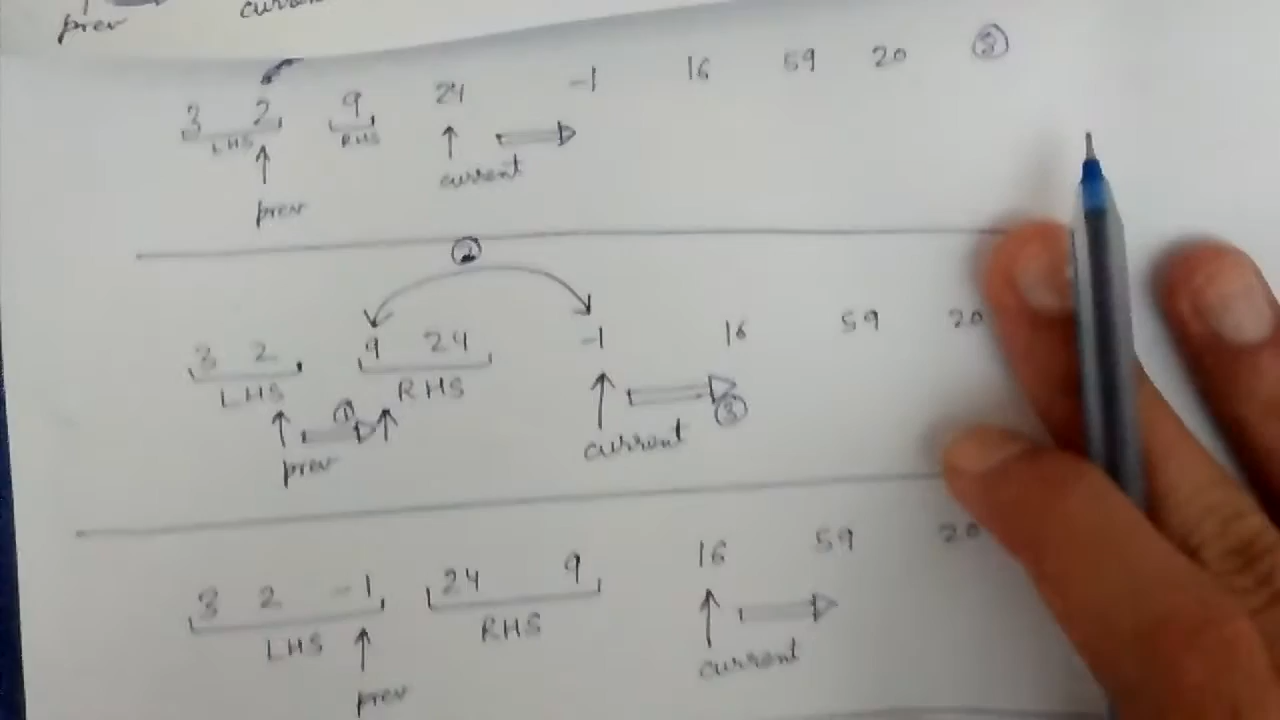 prev current
3 2 9 24 -1 16 59 20 8
LHS RHS
prev current
2
3 2 9 24 -1 16 59 20
LHS RHS
1 3
prev current
3 2 -1 24 9 16 59 20
LHS RHS
prev current